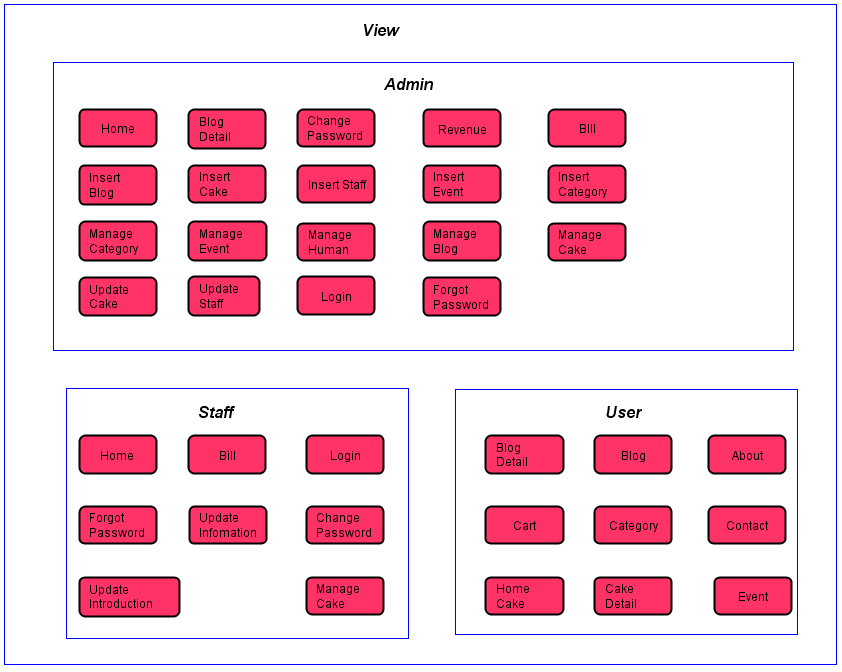 View
Admin
Home
Blog
Detail
Change
Password
Revenue
BIll
Insert
Blog
Insert
Cake
Insert Staff
Insert
Event
Insert
Category
Manage
Category
Manage
Event
Manage
Human
Manage
Blog
Manage
Cake
Update
Cake
Update
Staff
Login
Forgot
Password
Staff
Home
Bill
Login
Forgot
Password
Update
Infomation
Change
Password
Update
Introduction
Manage
Cake
User
Blog
Detail
Blog
About
Cart
Category
Contact
Home
Cake
Cake
Detail
Event